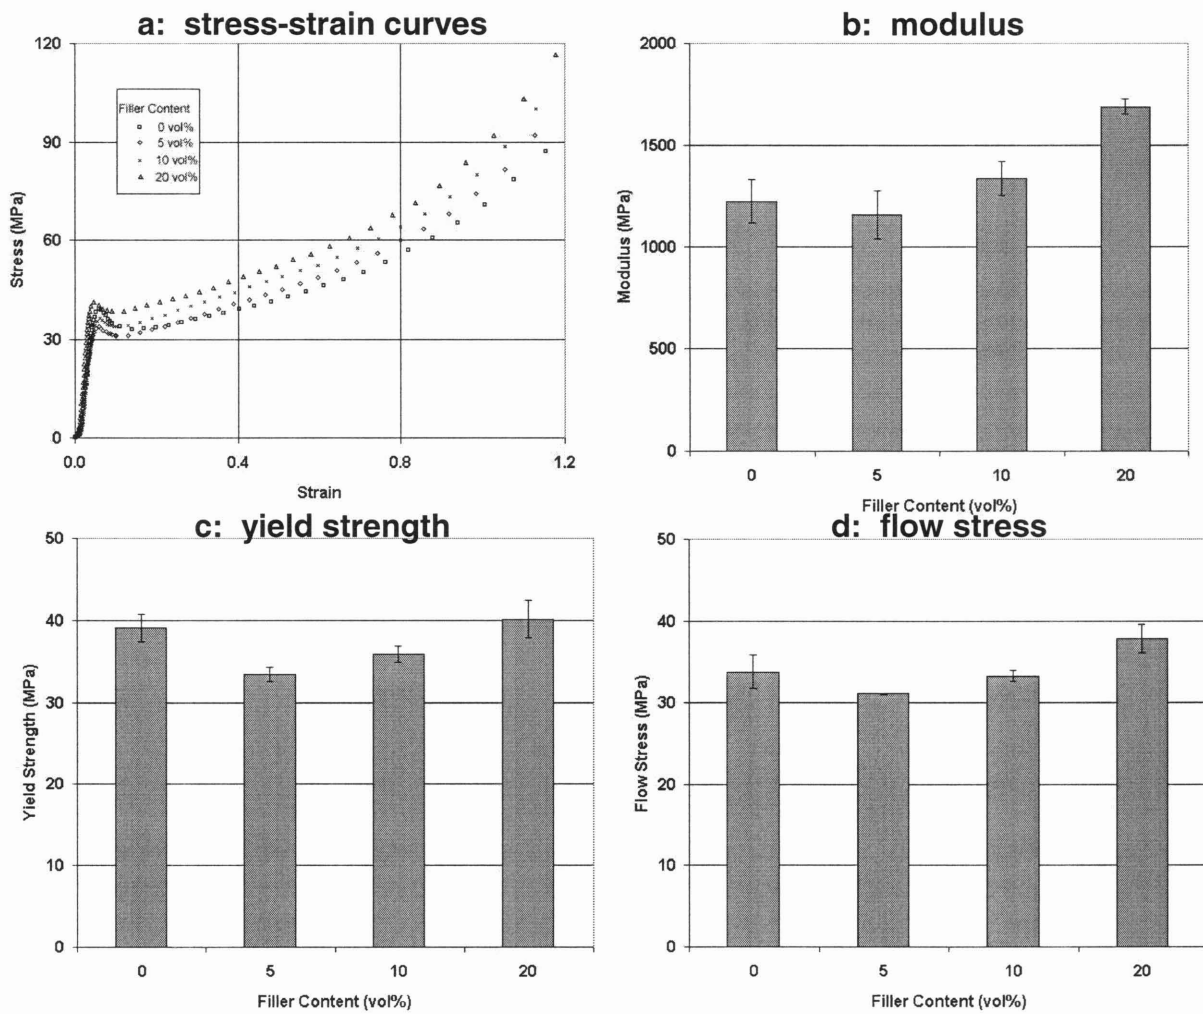 a: stress-strain curves
120
90
60
30
0
Stress (MPa)
Filler Content
0 vol%
5 vol%
10 vol%
20 vol%
0.0 0.4 0.8 1.2
Strain
b: modulus
2000
1500
1000
500
0
Modulus (MPa)
0 5 10 20
Filler Content (vol%)
c: yield strength
50
40
30
20
10
0
Yield Strength (MPa)
0 5 10 20
Filler Content (vol%)
d: flow stress
50
40
30
20
10
0
Flow Stress (MPa)
0 5 10 20
Filler Content (vol%)